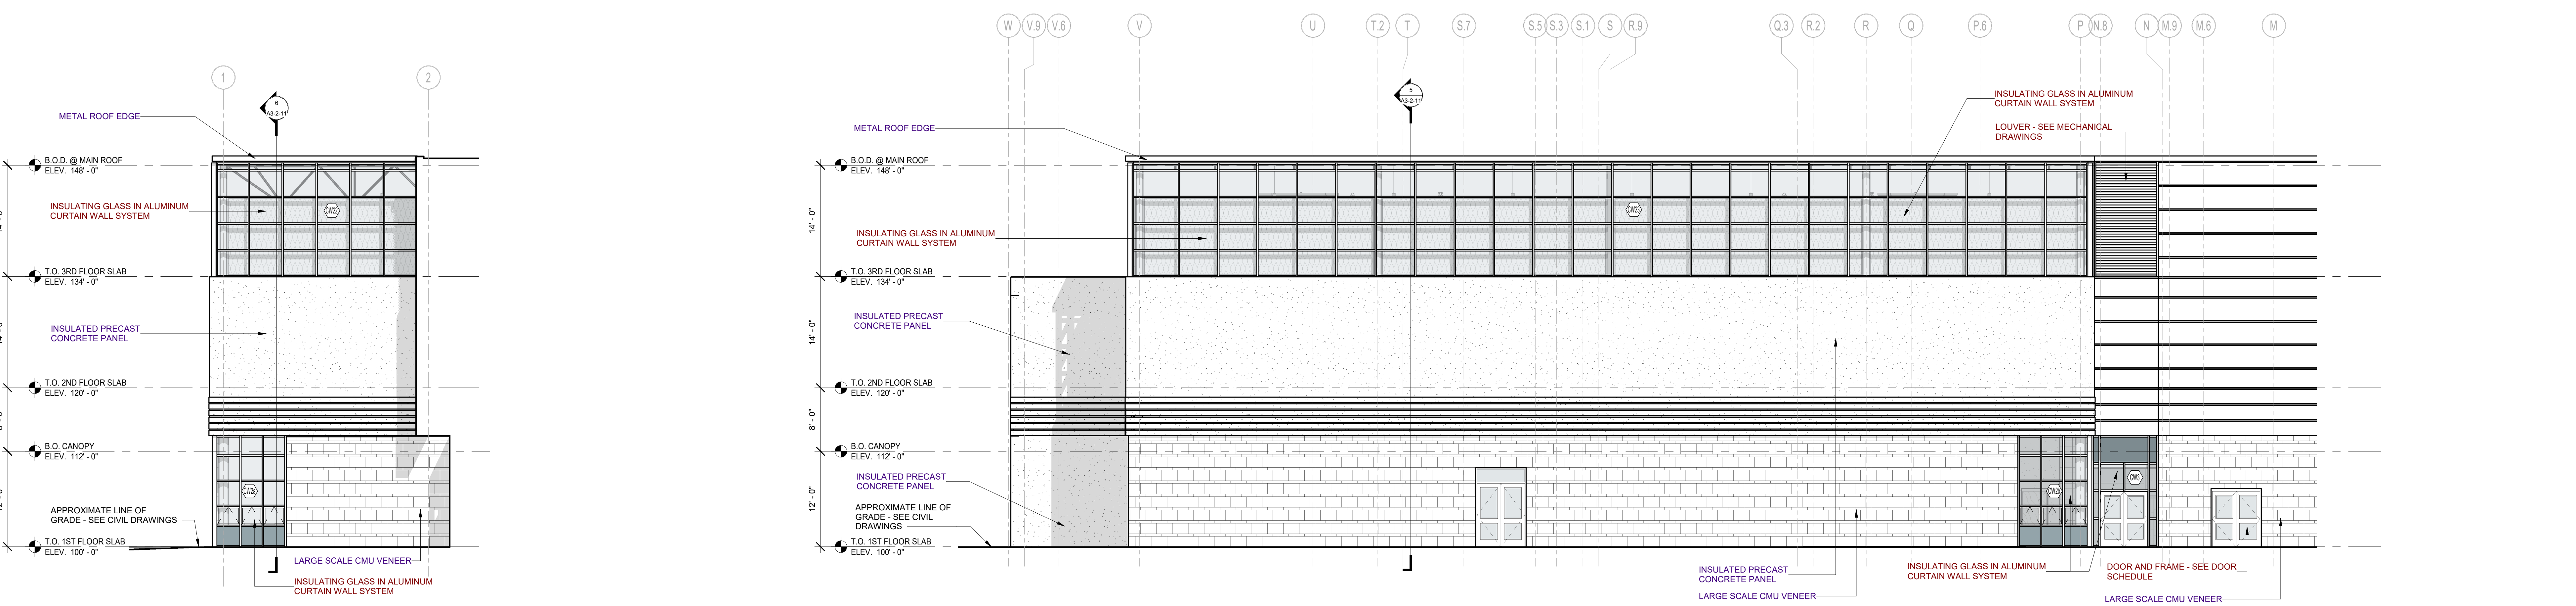 1
2
6
A3-2-11
METAL ROOF EDGE
B.O.D. @ MAIN ROOF
ELEV. 148' - 0"
INSULATING GLASS IN ALUMINUM
CURTAIN WALL SYSTEM
CW22
T.O. 3RD FLOOR SLAB
ELEV. 134' - 0"
INSULATED PRECAST
CONCRETE PANEL
T.O. 2ND FLOOR SLAB
ELEV. 120' - 0"
B.O. CANOPY
ELEV. 112' - 0"
APPROXIMATE LINE OF
GRADE - SEE CIVIL DRAWINGS
T.O. 1ST FLOOR SLAB
ELEV. 100' - 0"
LARGE SCALE CMU VENEER
INSULATING GLASS IN ALUMINUM
CURTAIN WALL SYSTEM
W
V.9
V.6
V
U
T.2
T
S.7
S.5
S.3
S.1
S
R.9
Q.3
R.2
R
Q
P.6
P
N.8
N
M.9
M.6
M
5
A3-2-11
INSULATING GLASS IN ALUMINUM
CURTAIN WALL SYSTEM
LOUVER - SEE MECHANICAL
DRAWINGS
METAL ROOF EDGE
B.O.D. @ MAIN ROOF
ELEV. 148' - 0"
14' - 0"
INSULATING GLASS IN ALUMINUM
CURTAIN WALL SYSTEM
T.O. 3RD FLOOR SLAB
ELEV. 134' - 0"
14' - 0"
INSULATED PRECAST
CONCRETE PANEL
T.O. 2ND FLOOR SLAB
ELEV. 120' - 0"
8' - 0"
B.O. CANOPY
ELEV. 112' - 0"
12' - 0"
INSULATED PRECAST
CONCRETE PANEL
APPROXIMATE LINE OF
GRADE - SEE CIVIL
DRAWINGS
T.O. 1ST FLOOR SLAB
ELEV. 100' - 0"
CW3
INSULATED PRECAST
CONCRETE PANEL
LARGE SCALE CMU VENEER
INSULATING GLASS IN ALUMINUM
CURTAIN WALL SYSTEM
DOOR AND FRAME - SEE DOOR
SCHEDULE
LARGE SCALE CMU VENEER